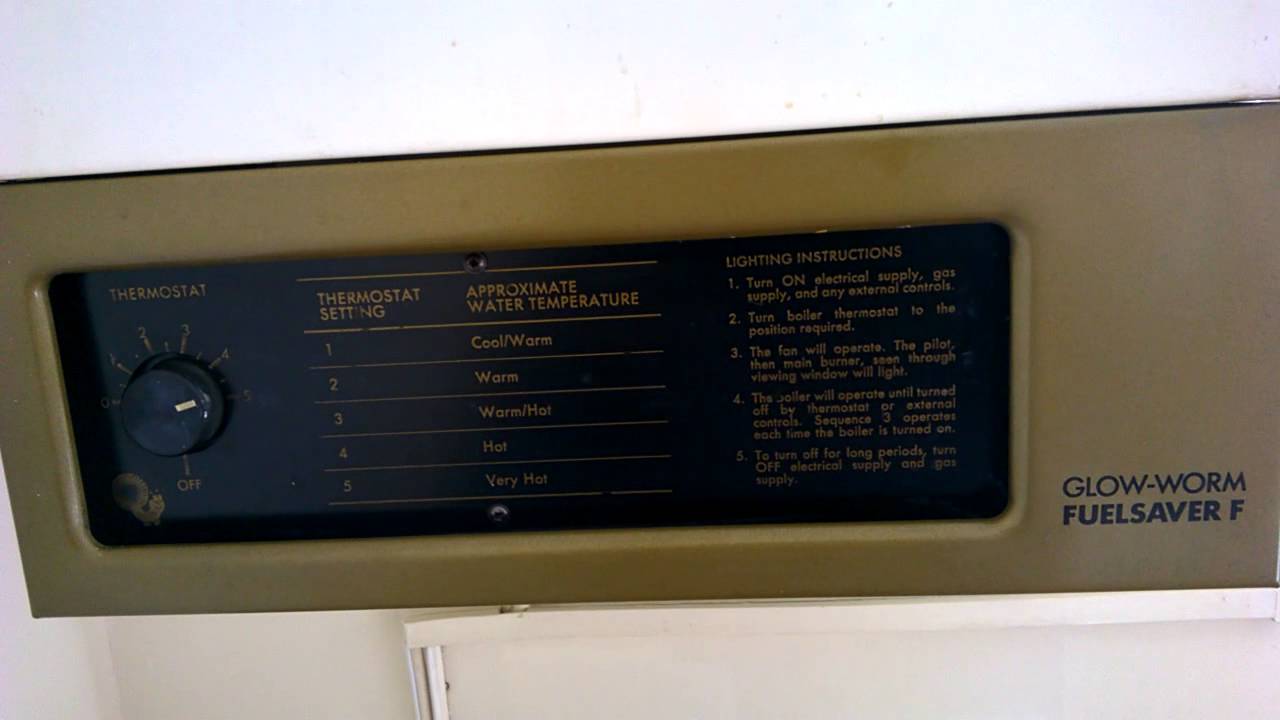 THERMOSTAT
0 1 2 3 4 5
OFF
THERMOSTAT
SETTING
APPROXIMATE
WATER TEMPERATURE
1 Cool/Warm
2 Warm
3 Warm/Hot
4 Hot
5 Very Hot
LIGHTING INSTRUCTIONS
1. Turn ON electrical supply, gas
supply, and any external controls.
2. Turn boiler thermostat to the
position required.
3. The fan will operate. The pilot,
then main burner, seen through
viewing window will light.
4. The boiler will operate until turned
off by thermostat or external
controls. Sequence 3 operates
each time the boiler is turned on.
5. To turn off for long periods, turn
OFF electrical supply and gas
supply.
GLOW-WORM
FUELSAVER F